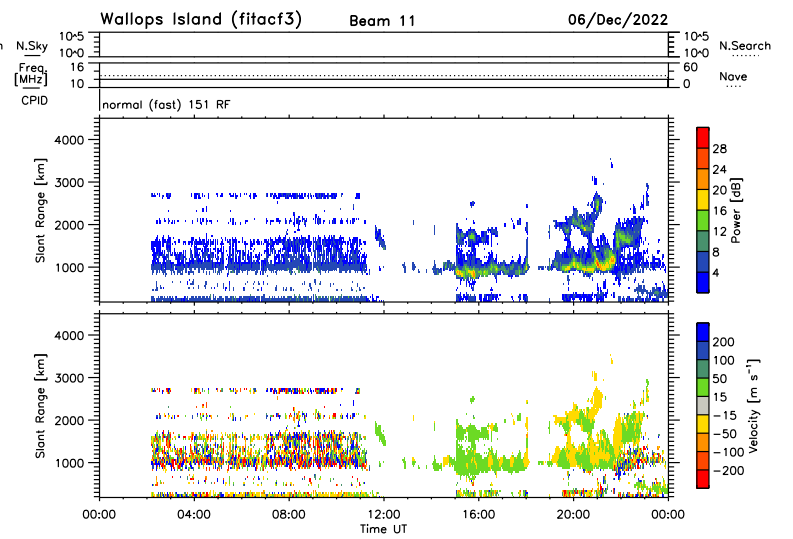 Wallops Island (fitacf3) Beam 11 06/Dec/2022
n N.Sky 10^5 10^0 10^5 10^0 N.Search
Freq. [MHz] 16 10 60 0 Nave
CPID normal (fast) 151 RF
Slant Range [km]
4000
3000
2000
1000
28
24
20
16
12
8
4
Power [dB]
Slant Range [km]
4000
3000
2000
1000
200
100
50
15
−15
−50
−100
−200
Velocity [m s⁻¹]
00:00 04:00 08:00 12:00 16:00 20:00 00:00
Time UT